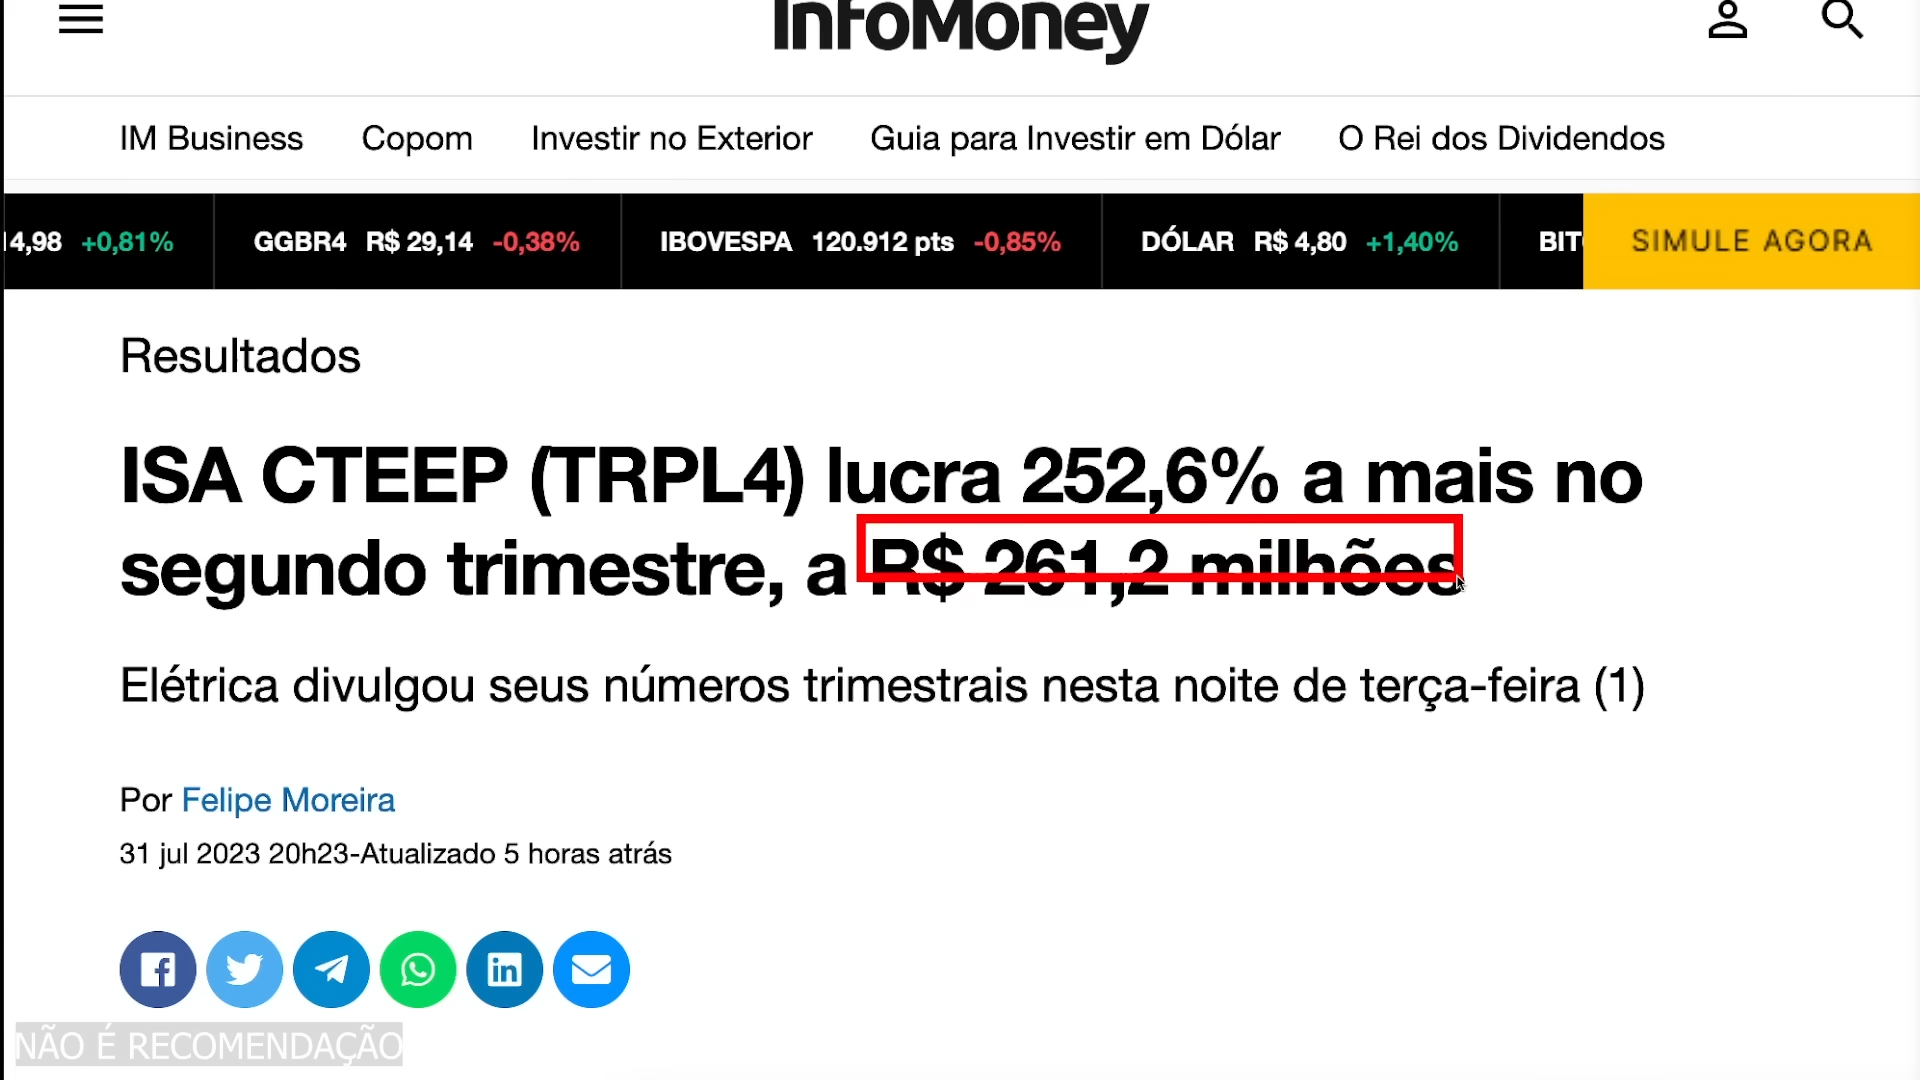 InfoMoney
IM Business Copom Investir no Exterior Guia para Investir em Dólar O Rei dos Dividendos
4,98 +0,81% GGBR4 R$ 29,14 -0,38% IBOVESPA 120.912 pts -0,85% DÓLAR R$ 4,80 +1,40% BIT SIMULE AGORA
Resultados
ISA CTEEP (TRPL4) lucra 252,6% a mais no
segundo trimestre, a R$ 261,2 milhões
Elétrica divulgou seus números trimestrais nesta noite de terça-feira (1)
Por Felipe Moreira
31 jul 2023 20h23-Atualizado 5 horas atrás
NÃO É RECOMENDAÇÃO